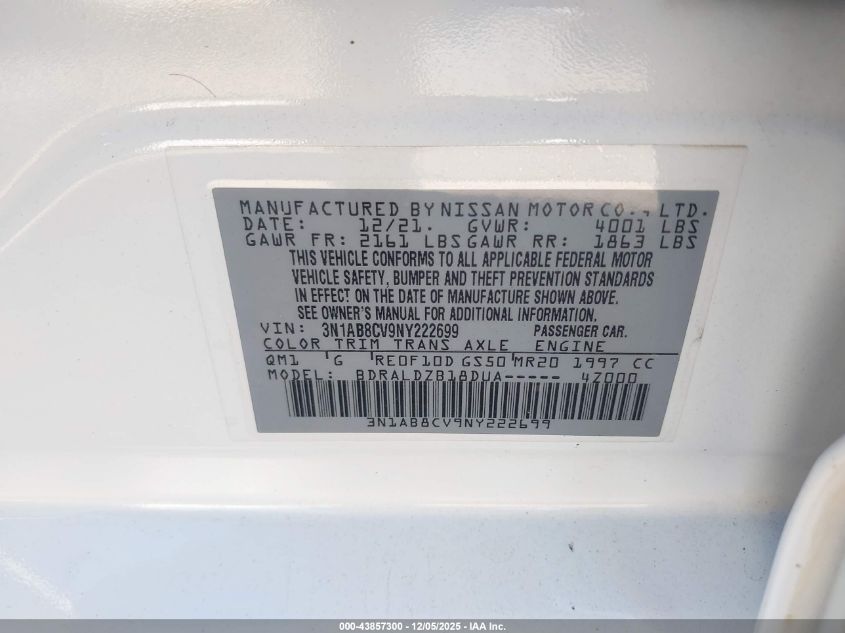 MANUFACTURED BY NISSAN MOTOR CO., LTD.
DATE: 12/21. GVWR: 4001 LBS
GAWR FR: 2161 LBS GAWR RR: 1863 LBS
THIS VEHICLE CONFORMS TO ALL APPLICABLE FEDERAL MOTOR
VEHICLE SAFETY, BUMPER AND THEFT PREVENTION STANDARDS
IN EFFECT ON THE DATE OF MANUFACTURE SHOWN ABOVE.
SEE OWNER'S MANUAL FOR ADDITIONAL INFORMATION.
VIN: 3N1AB8CV9NY222699 PASSENGER CAR.
COLOR TRIM TRANS AXLE ENGINE
QM1 G RE0F10D GS50 MR20 1997 CC
MODEL: BDRALDZB18DUA----- 4Z000
3N1AB8CV9NY222699
000-43857300 - 12/05/2025 - IAA Inc.